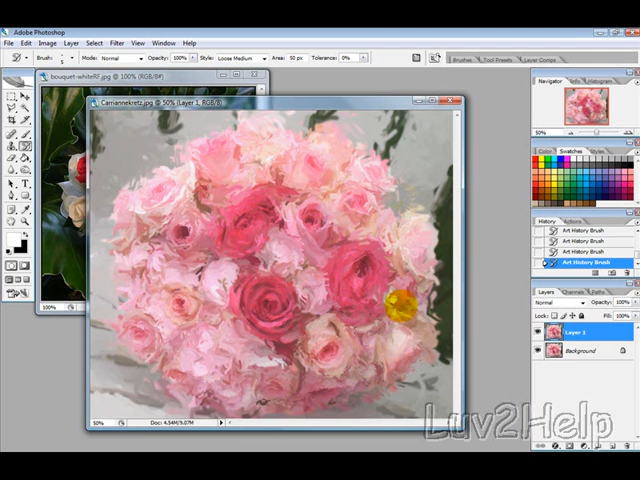 Adobe Photoshop
File Edit Image Layer Select Filter View Window Help
Brush: 5 Mode: Normal Opacity: 100% Style: Loose Medium Area: 50 px Tolerance: 0%
Brushes Tool Presets Layer Comps
bouquet-whiteRF.jpg @ 100% (RGB/8#)
Carriannekretz.jpg @ 50% (Layer 1, RGB/8)
Navigator Info Histogram
50%
Color Swatches Styles
History Actions
Art History Brush
Art History Brush
Art History Brush
Art History Brush
Layers Channels Paths
Normal Opacity: 100%
Lock: Fill: 100%
Layer 1
Background
100%
50% Doc: 4.54M/9.07M
Luv2Help